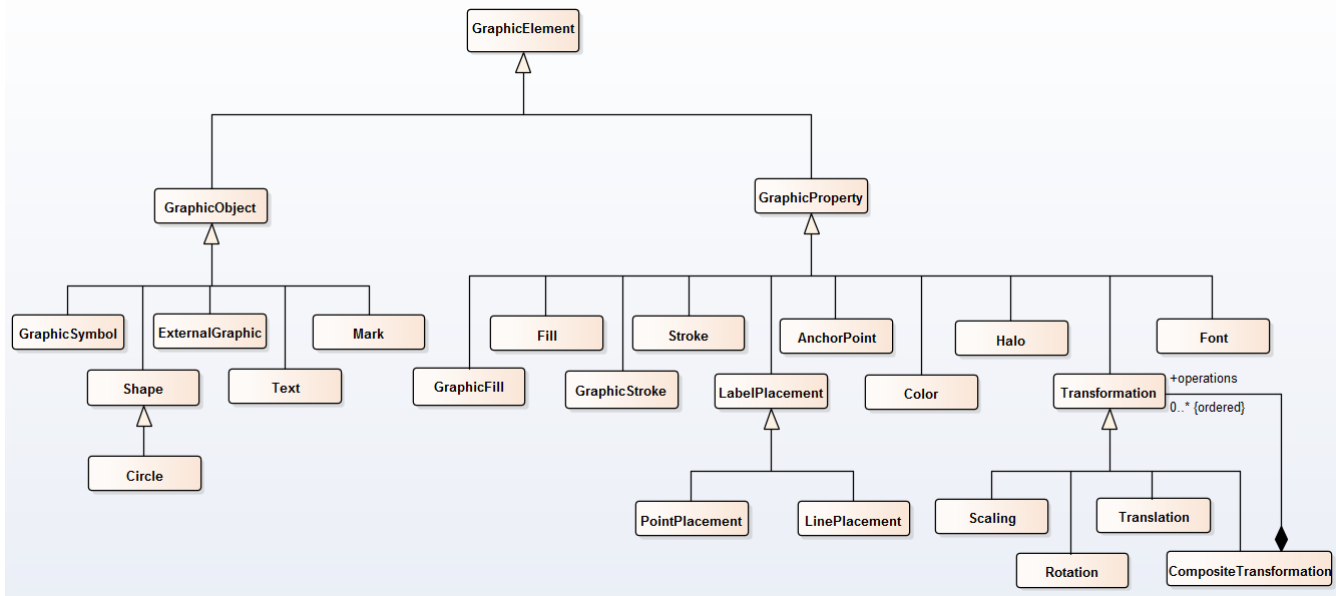 GraphicElement
GraphicObject
GraphicProperty
GraphicSymbol
ExternalGraphic
Mark
Fill
Stroke
AnchorPoint
Halo
Font
Shape
Text
GraphicFill
GraphicStroke
LabelPlacement
Color
Transformation
+operations
0..* {ordered}
Circle
PointPlacement
LinePlacement
Scaling
Translation
Rotation
CompositeTransformation